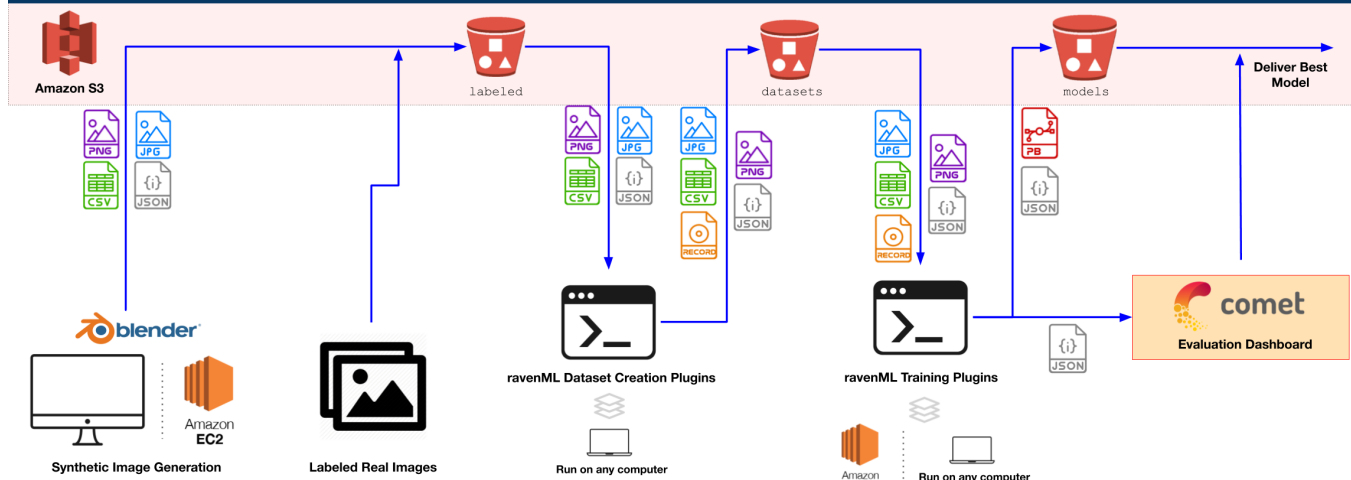 Amazon S3
labeled
datasets
models
Deliver Best
Model
PNG
JPG
CSV
JSON
PNG
JPG
CSV
JSON
JPG
PNG
CSV
JSON
RECORD
JPG
PNG
CSV
JSON
RECORD
PB
JSON
blender
Amazon
EC2
Synthetic Image Generation
Labeled Real Images
ravenML Dataset Creation Plugins
Run on any computer
ravenML Training Plugins
Amazon
Run on any computer
JSON
comet
Evaluation Dashboard